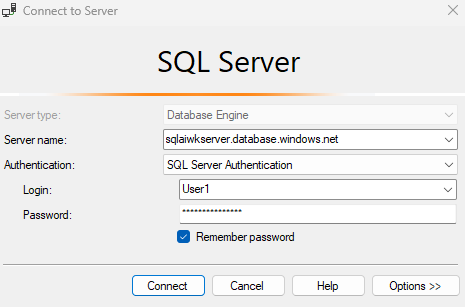 Connect to Server
SQL Server
Server type: Database Engine
Server name: sqlaiwkserver.database.windows.net
Authentication: SQL Server Authentication
Login: User1
Password: ***************
Remember password
Connect Cancel Help Options >>